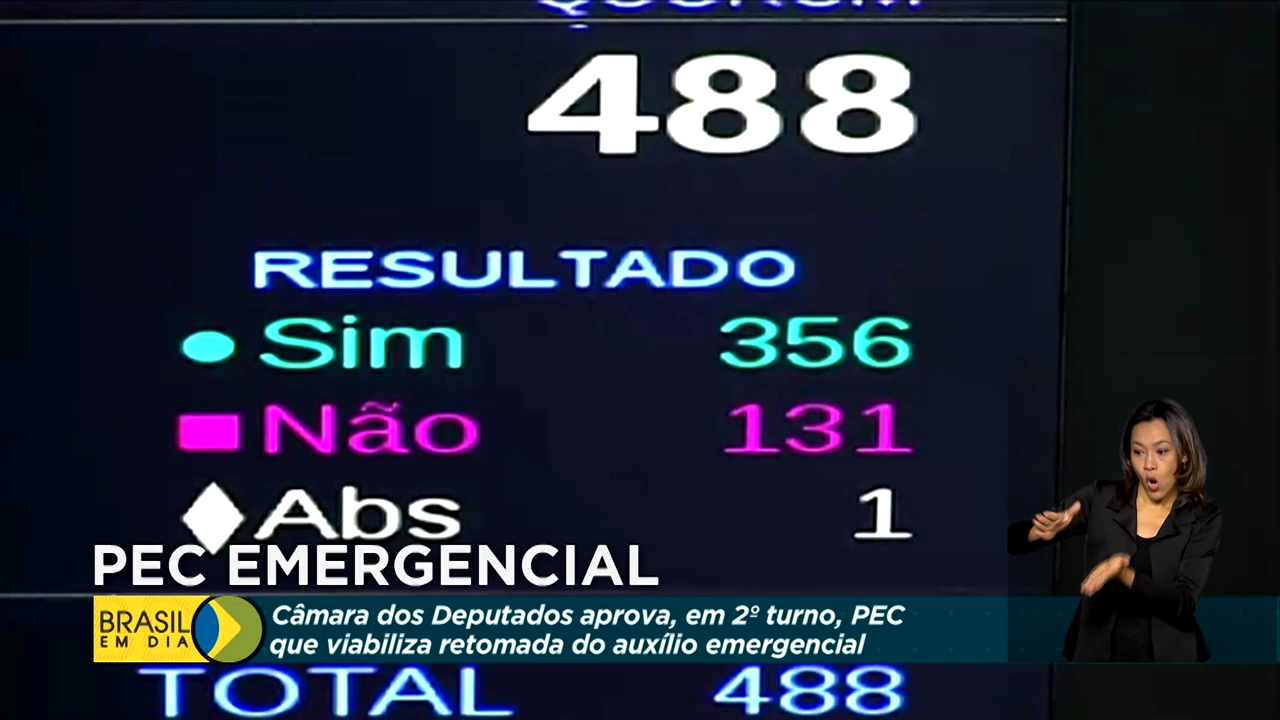 QUORUM
488
RESULTADO
Sim 356
Não 131
Abs 1
PEC EMERGENCIAL
BRASIL
EM DIA
Câmara dos Deputados aprova, em 2º turno, PEC
que viabiliza retomada do auxílio emergencial
TOTAL 488